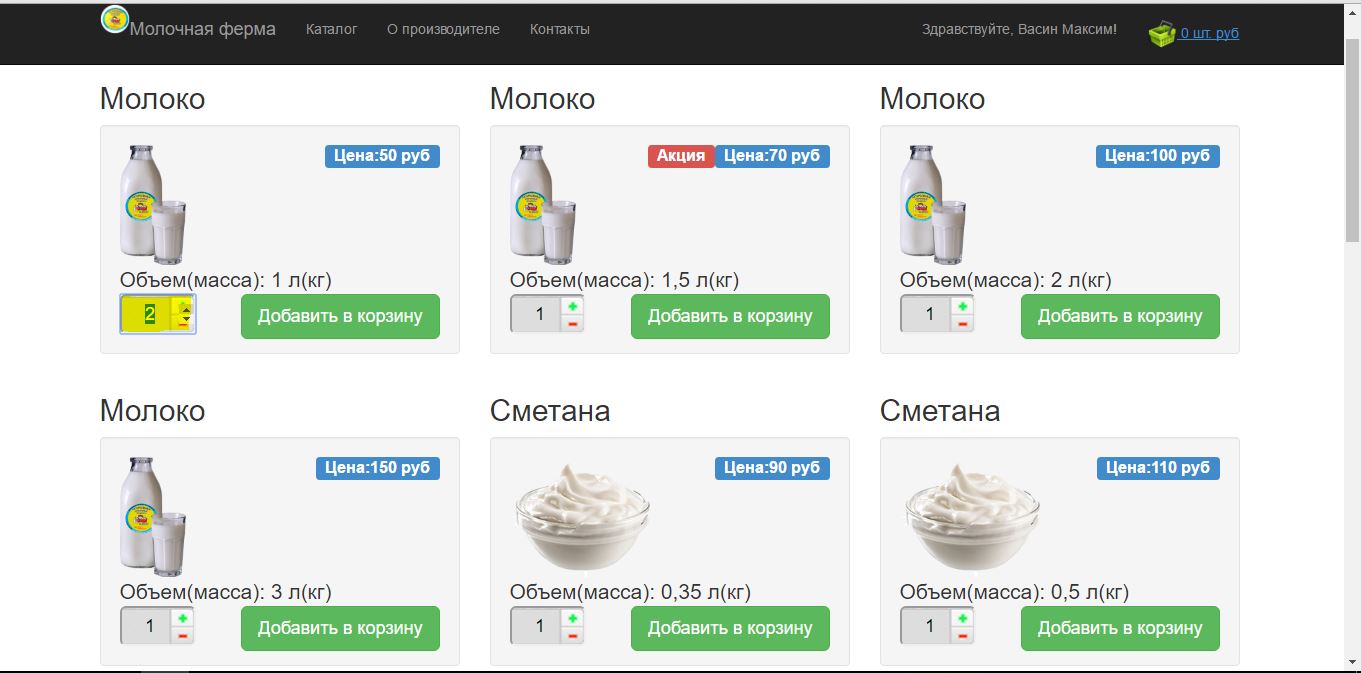 Молочная ферма Каталог О производителе Контакты Здравствуйте, Васин Максим! 0 шт. руб
Молоко Молоко Молоко
Цена:50 руб Акция Цена:70 руб Цена:100 руб
Объем(масса): 1 л(кг) Объем(масса): 1,5 л(кг) Объем(масса): 2 л(кг)
2 Добавить в корзину 1 Добавить в корзину 1 Добавить в корзину
Молоко Сметана Сметана
Цена:150 руб Цена:90 руб Цена:110 руб
Объем(масса): 3 л(кг) Объем(масса): 0,35 л(кг) Объем(масса): 0,5 л(кг)
1 Добавить в корзину 1 Добавить в корзину 1 Добавить в корзину